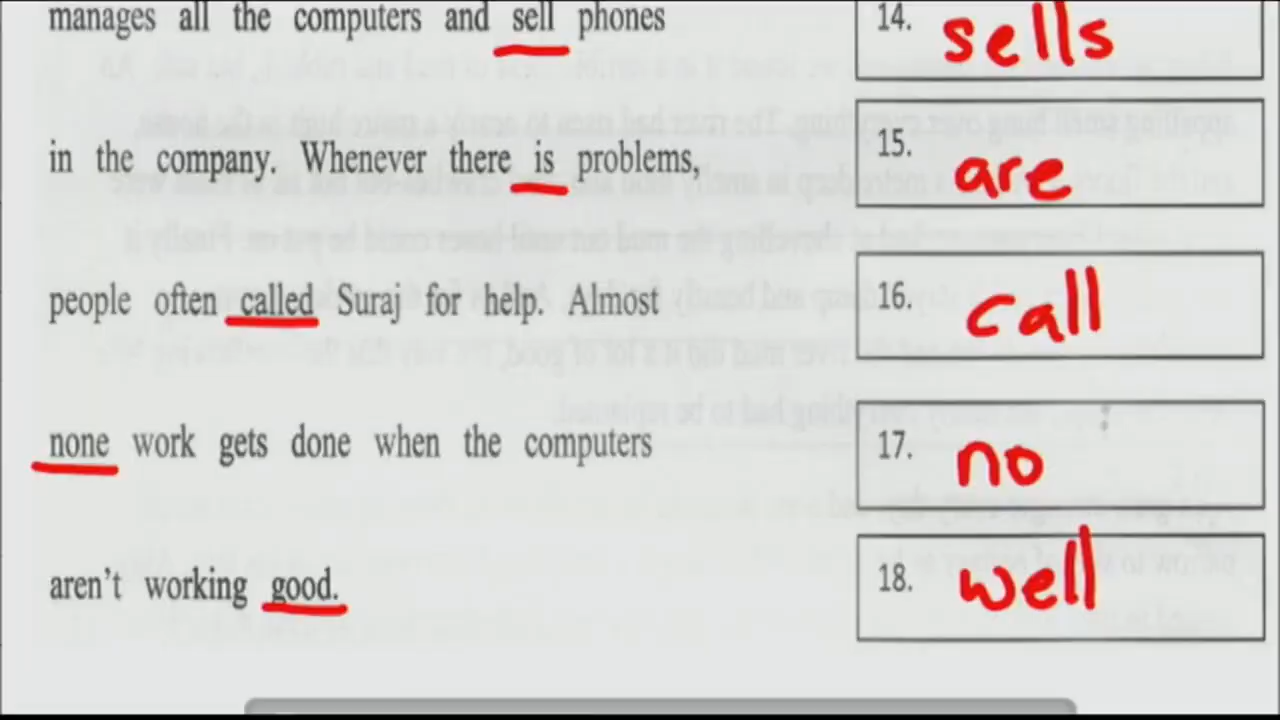 manages all the computers and sell phones
14. sells
in the company. Whenever there is problems,
15. are
people often called Suraj for help. Almost
16. call
none work gets done when the computers
17. no
aren't working good.
18. well